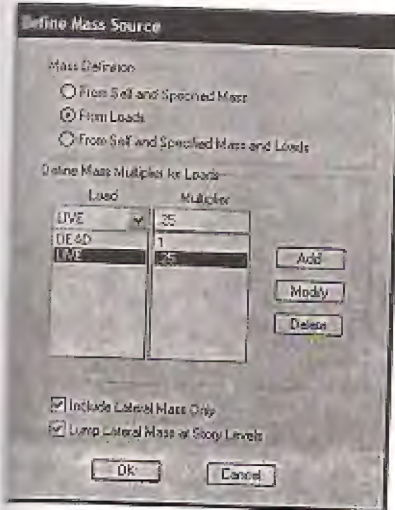 Define Mass Source
Mass Definition
From Self and Specified Mass
From Loads
From Self and Specified Mass and Loads
Define Mass Multiplier for Loads
Load Multiplier
LIVE .25
DEAD 1
LIVE .25
Add
Modify
Delete
Include Lateral Mass Only
Lump Lateral Mass at Story Levels
OK Cancel